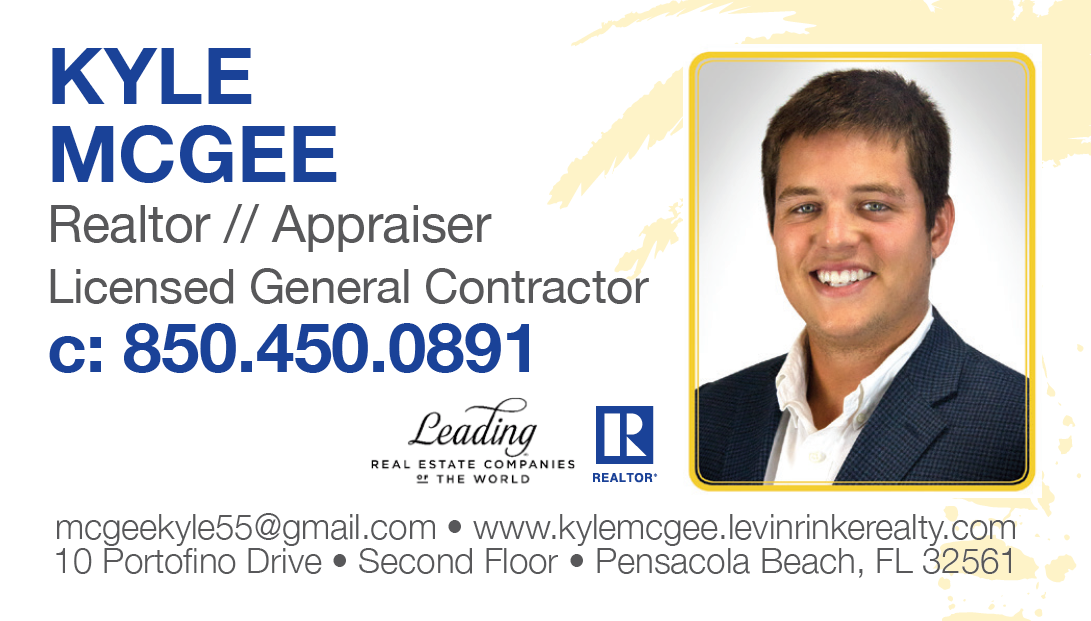 KYLE
MCGEE
Realtor // Appraiser
Licensed General Contractor
c: 850.450.0891
Leading
REAL ESTATE COMPANIES
OF THE WORLD
R
REALTOR®
mcgeekyle55@gmail.com • www.kylemcgee.levinrinkerealty.com
10 Portofino Drive • Second Floor • Pensacola Beach, FL 32561